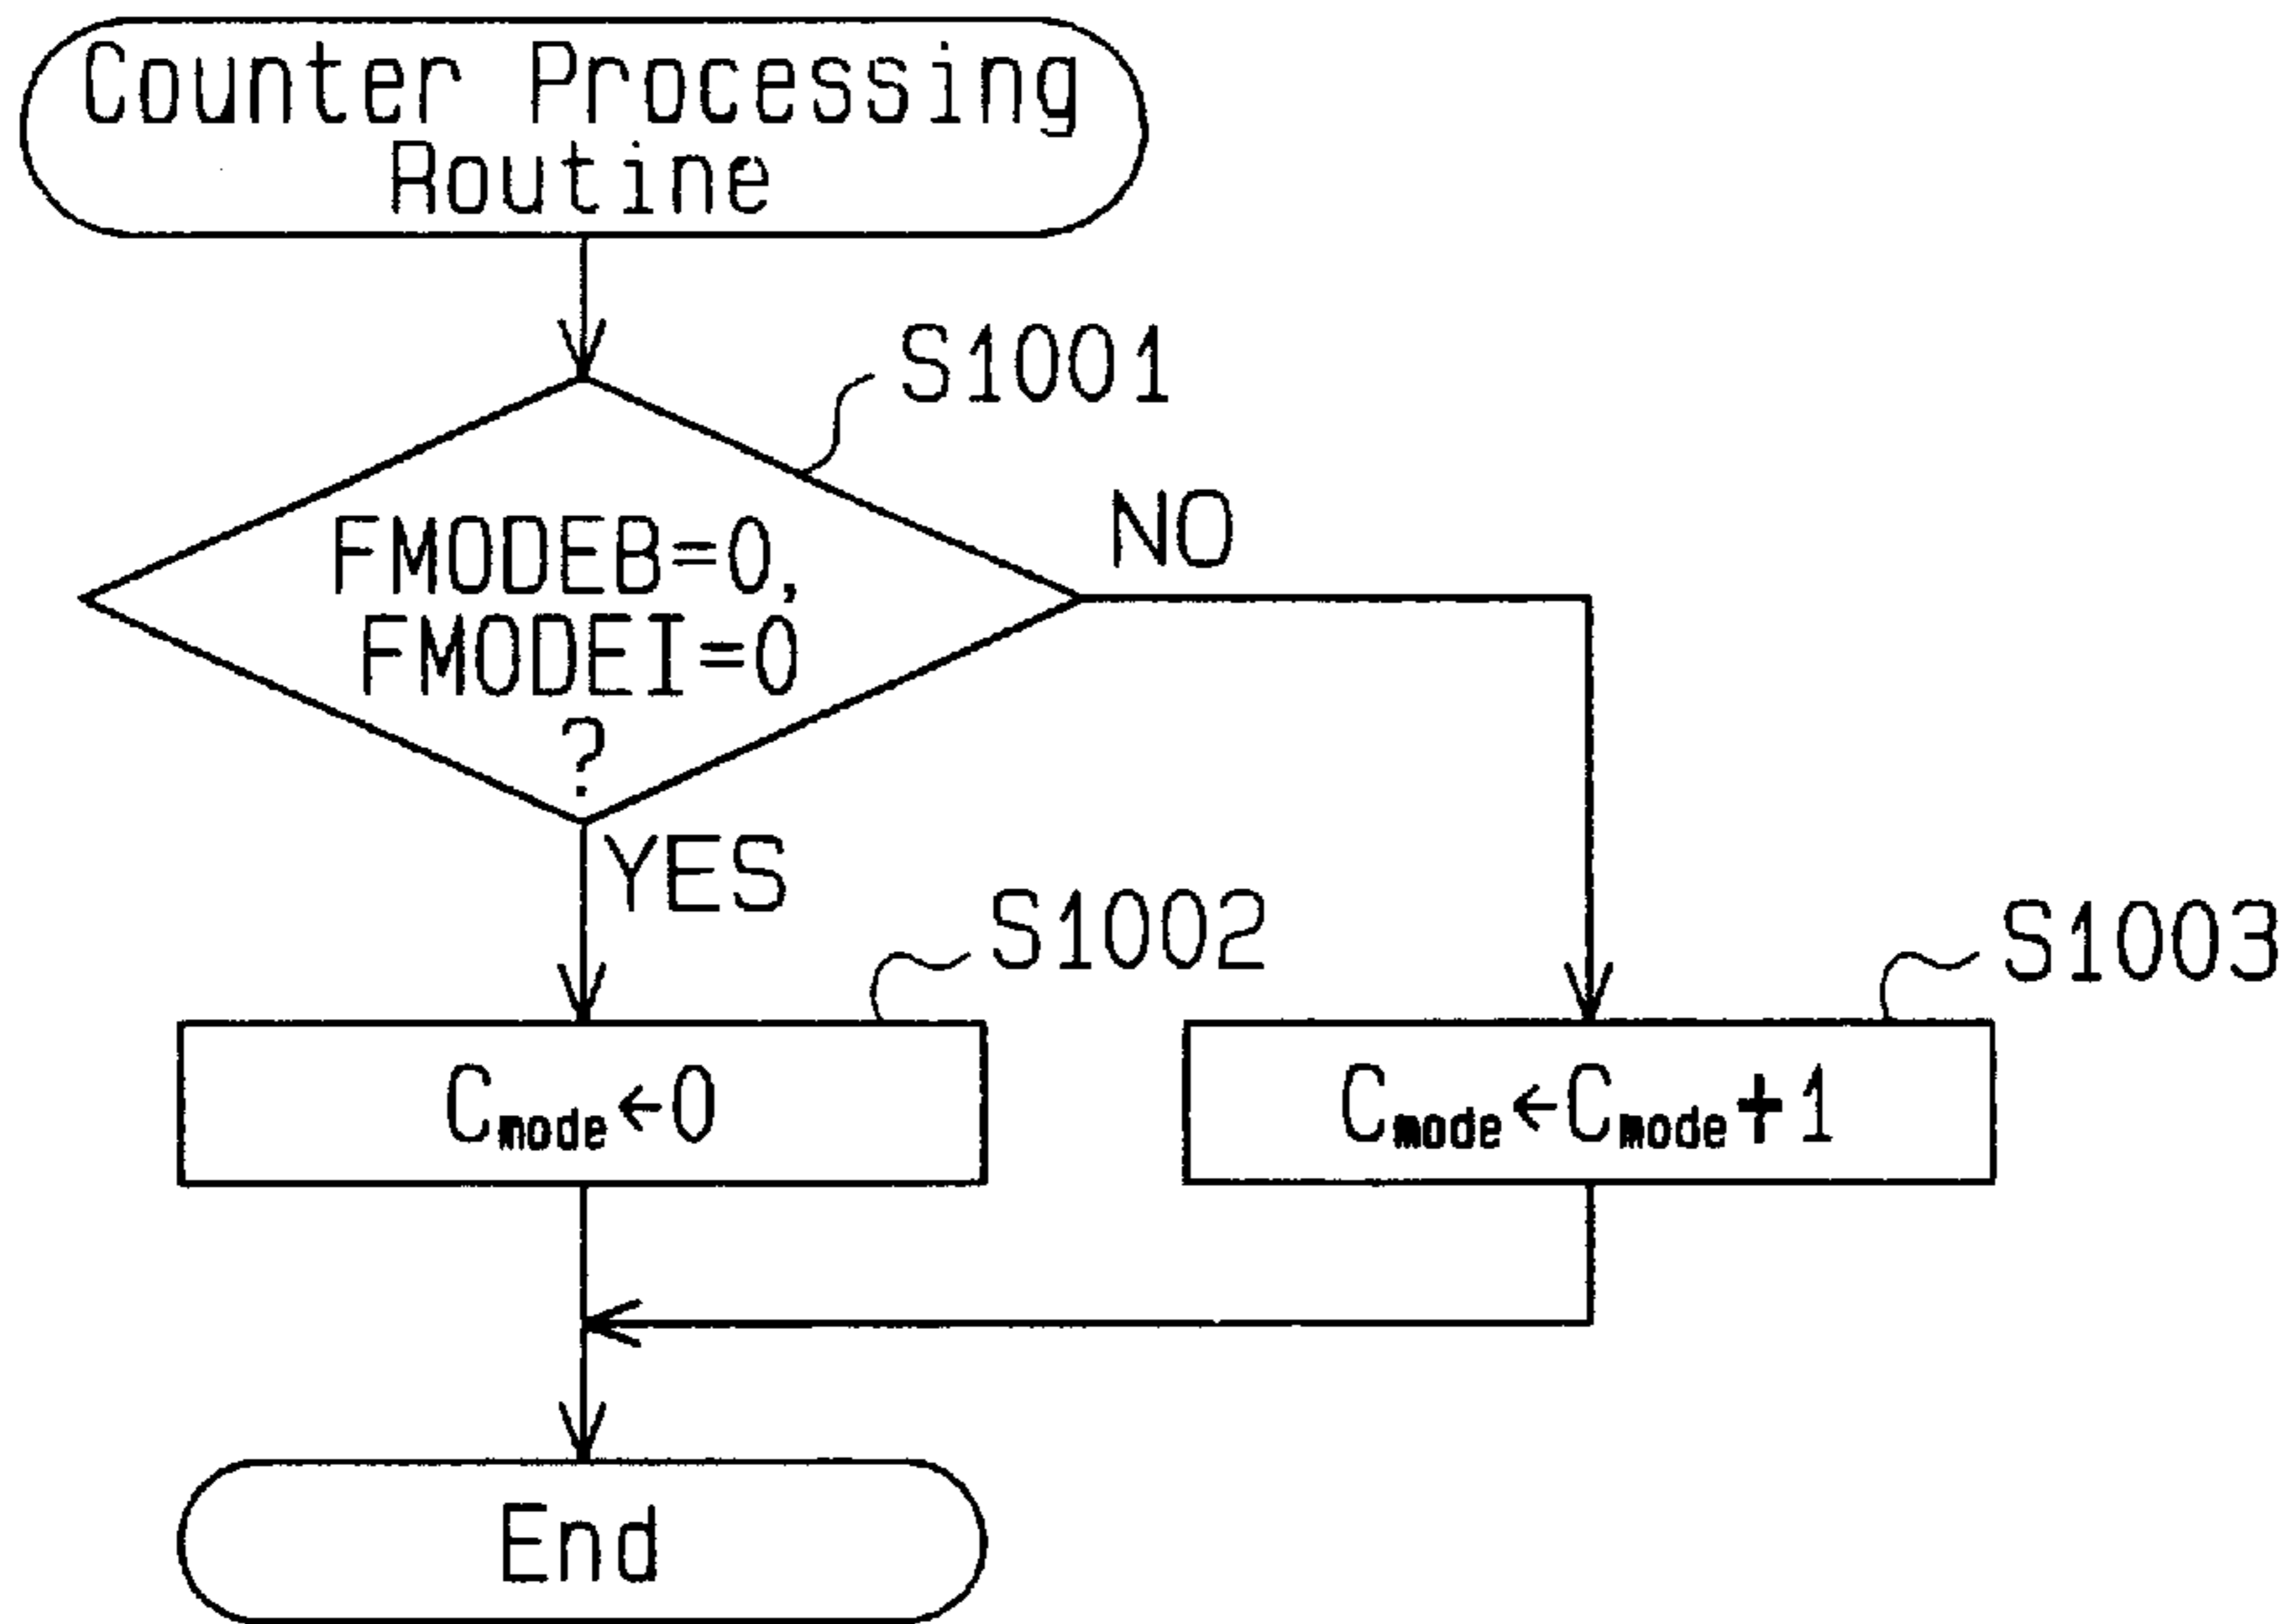 Counter Processing
Routine
S1001
FMODEB=0,
FMODEI=0
?
NO
YES
S1002
S1003
Cmode←0
Cmode←Cmode+1
End